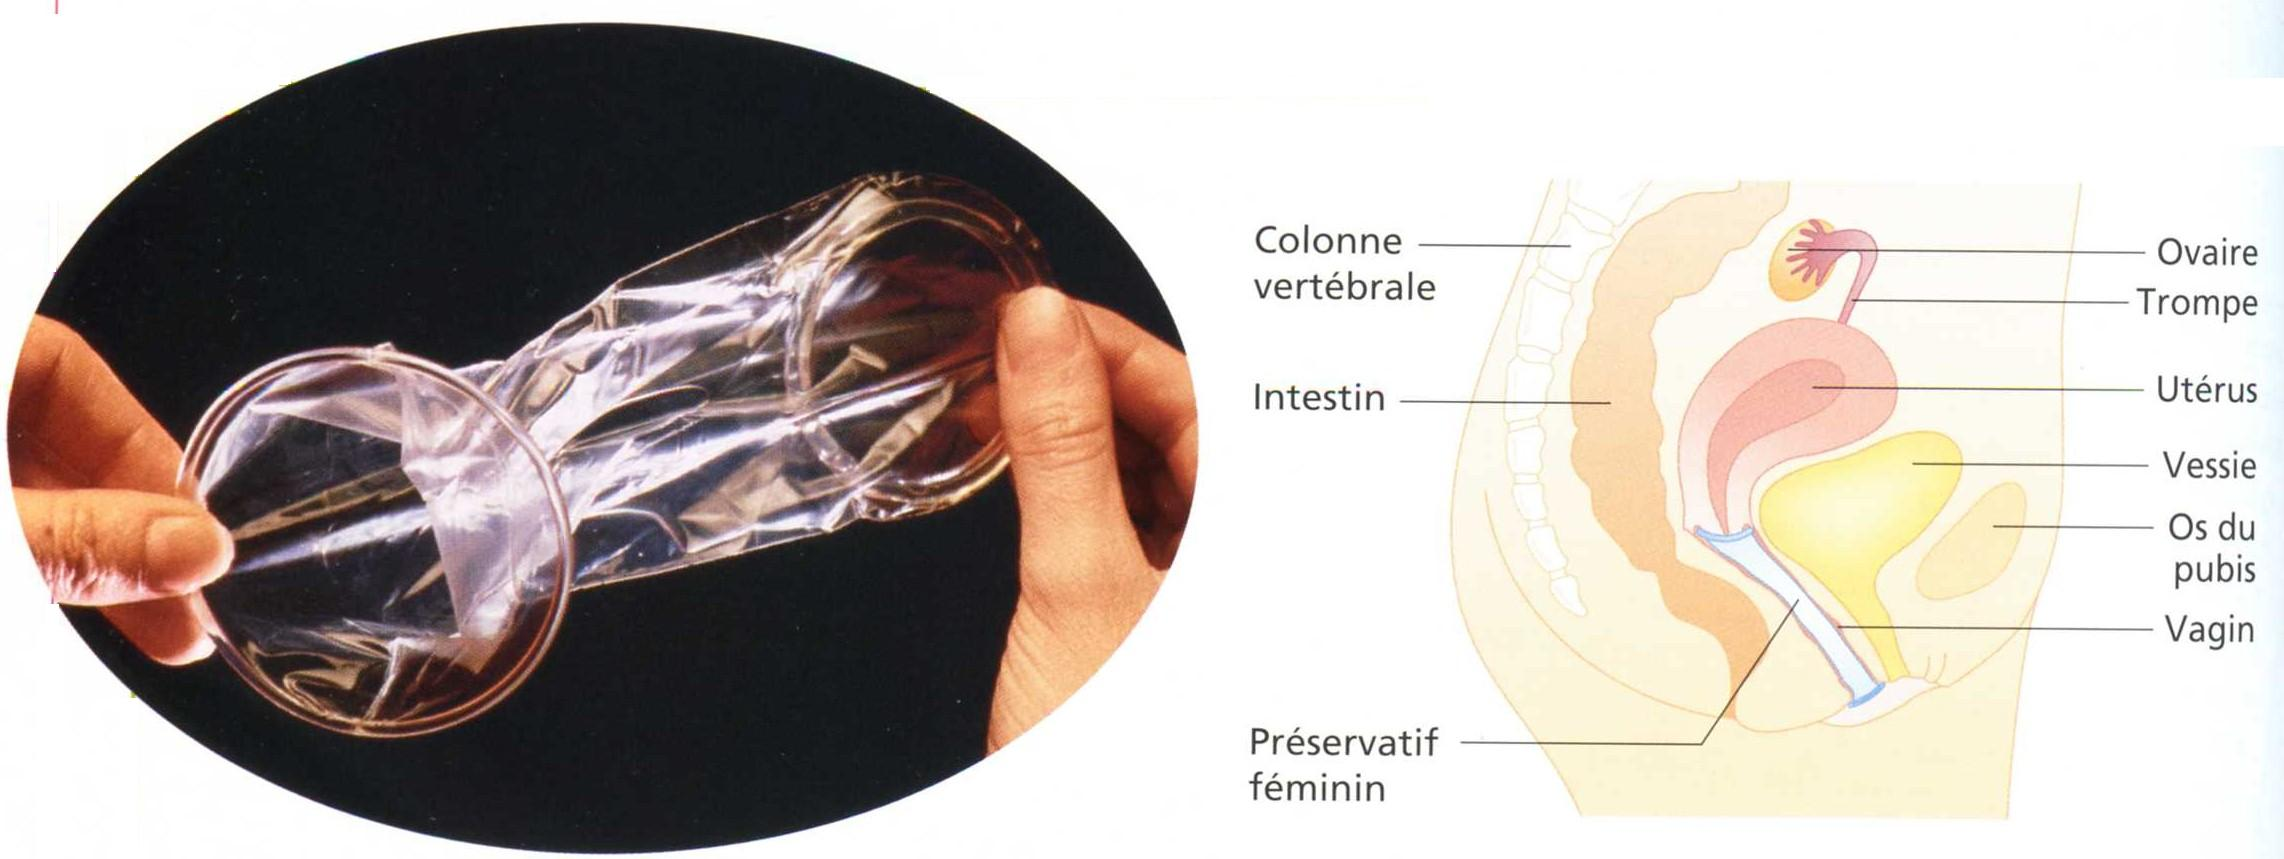 Colonne
vertébrale
Intestin
Préservatif
féminin
Ovaire
Trompe
Utérus
Vessie
Os du
pubis
Vagin